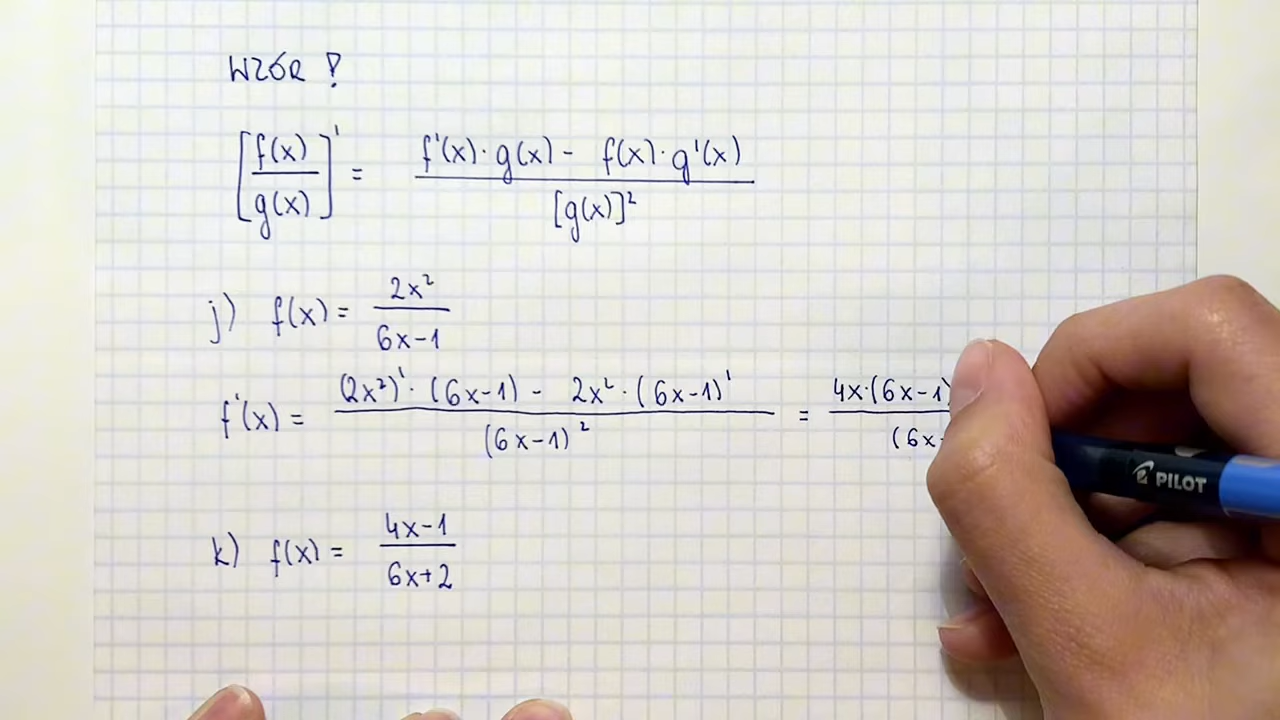 WZÓR !
[f(x)/g(x)]' = (f'(x)·g(x) - f(x)·g'(x))/[g(x)]²
j) f(x) = 2x²/(6x-1)
f'(x) = ((2x²)'·(6x-1) - 2x²·(6x-1)')/(6x-1)² = 4x·(6x-1)/(6x-
k) f(x) = (4x-1)/(6x+2)
PILOT